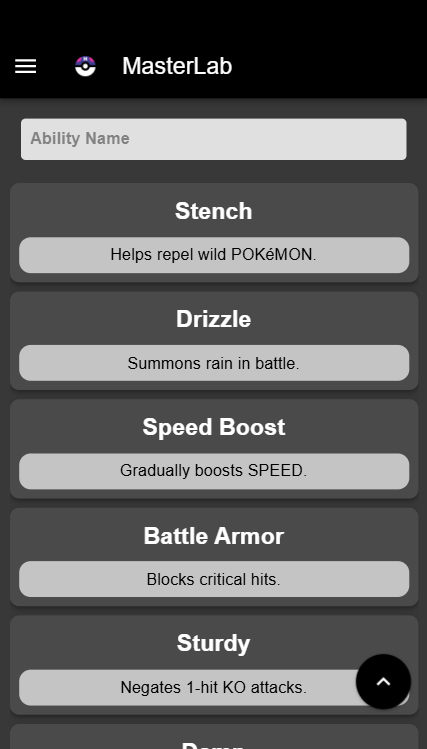 MasterLab
Ability Name
Stench
Helps repel wild POKéMON.
Drizzle
Summons rain in battle.
Speed Boost
Gradually boosts SPEED.
Battle Armor
Blocks critical hits.
Sturdy
Negates 1-hit KO attacks.
Damp